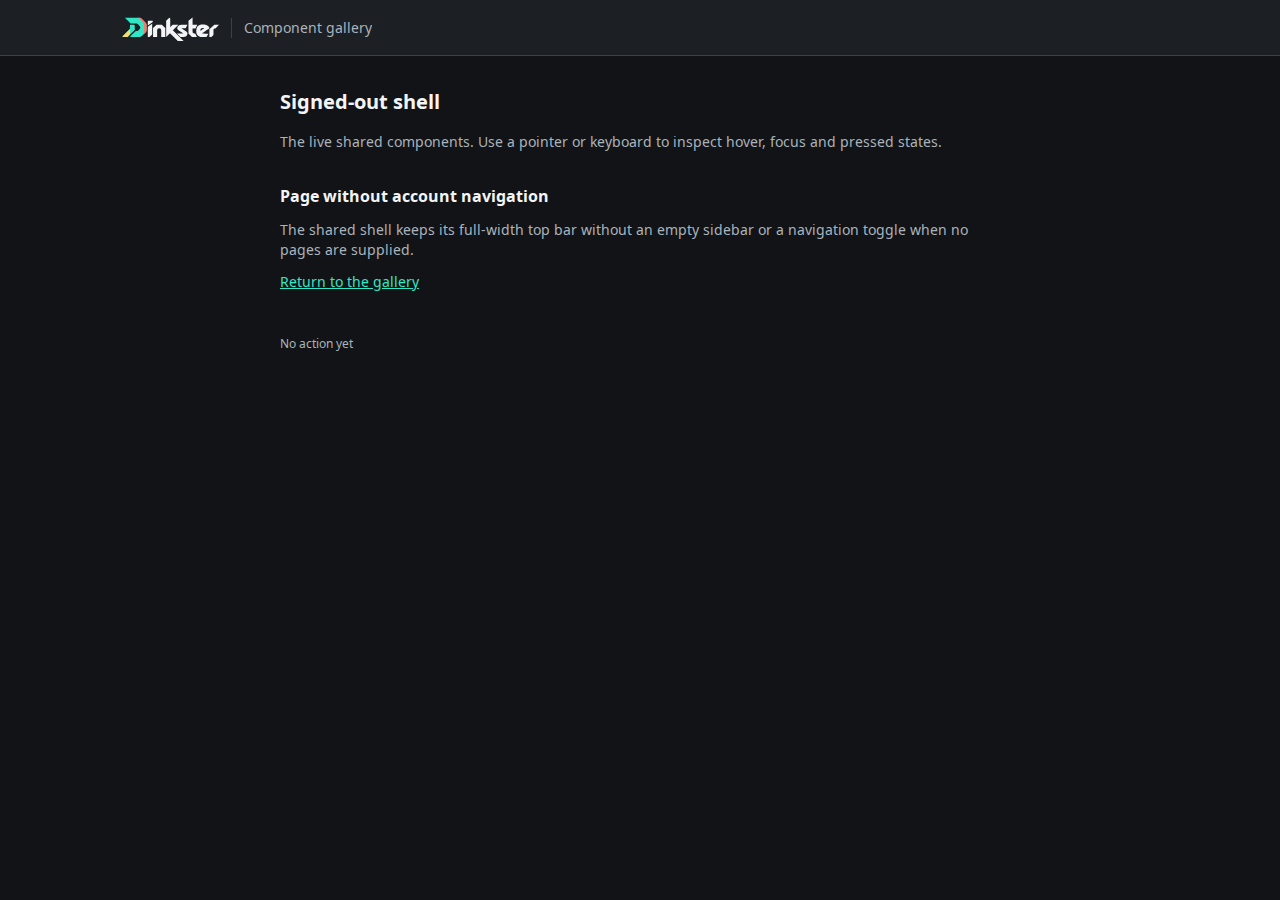 Dinkster
Component gallery
Signed-out shell
The live shared components. Use a pointer or keyboard to inspect hover, focus and pressed states.
Page without account navigation
The shared shell keeps its full-width top bar without an empty sidebar or a navigation toggle when no
pages are supplied.
Return to the gallery
No action yet